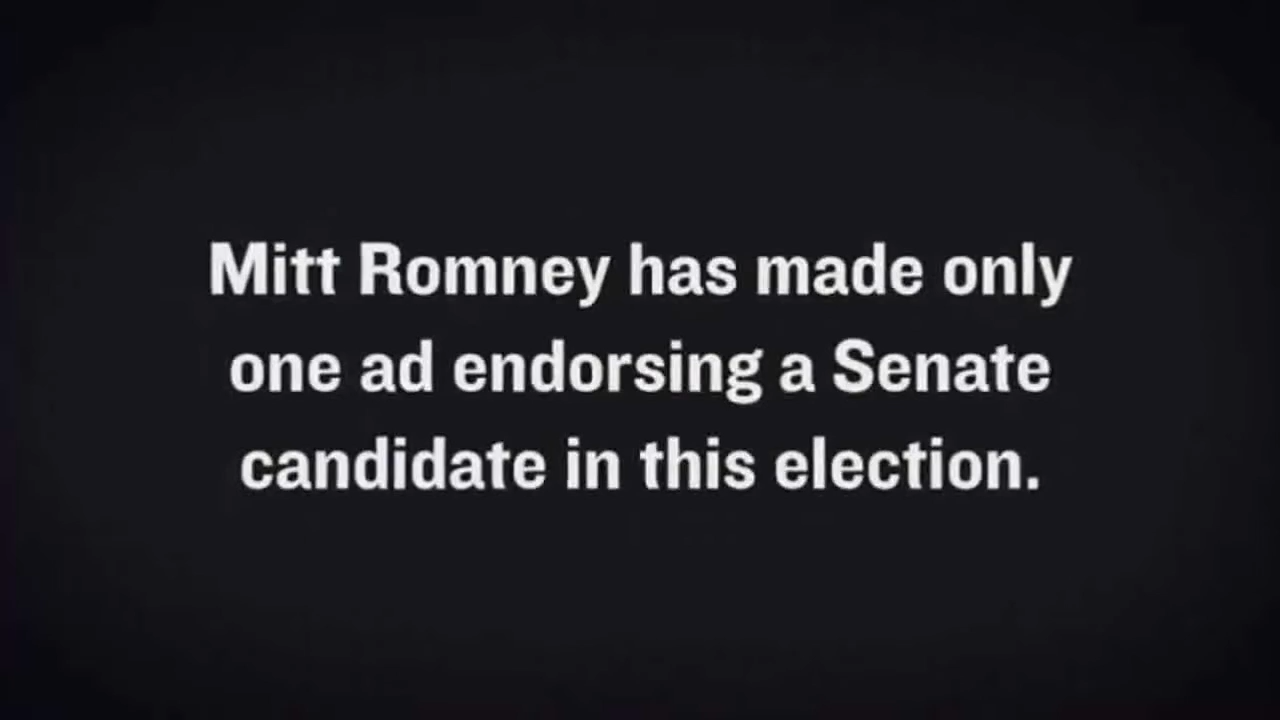 Mitt Romney has made only
one ad endorsing a Senate
candidate in this election.